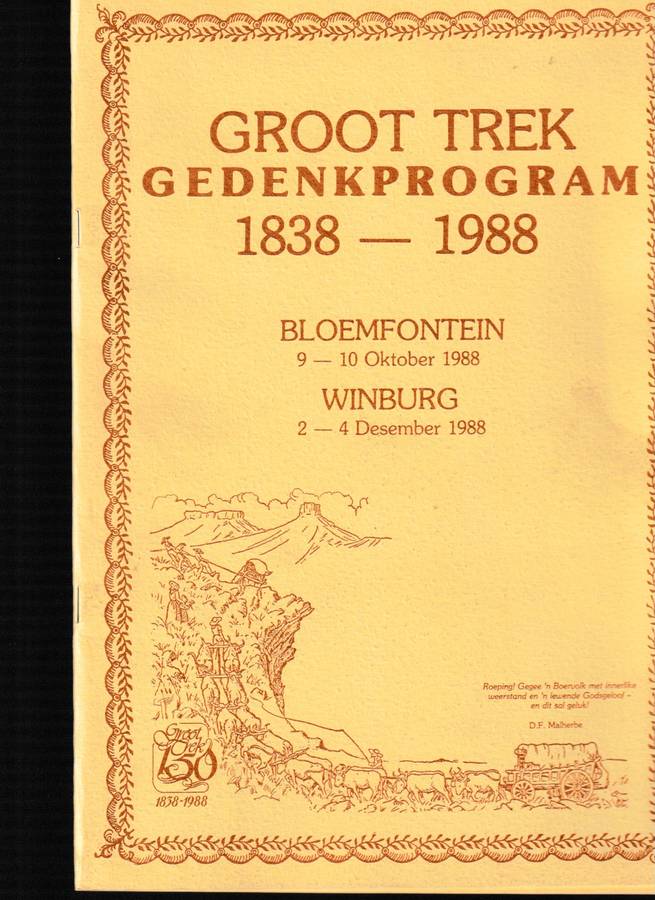 GROOT TREK
GEDENKPROGRAM
1838 — 1988
BLOEMFONTEIN
9 — 10 Oktober 1988
WINBURG
2 — 4 Desember 1988
Roeping! Gegee 'n Boervolk met innerlike
weerstand en 'n lewende Godsgeloof -
en dit sal geluk!
D.F. Malherbe
Groot
Trek
150
1838-1988